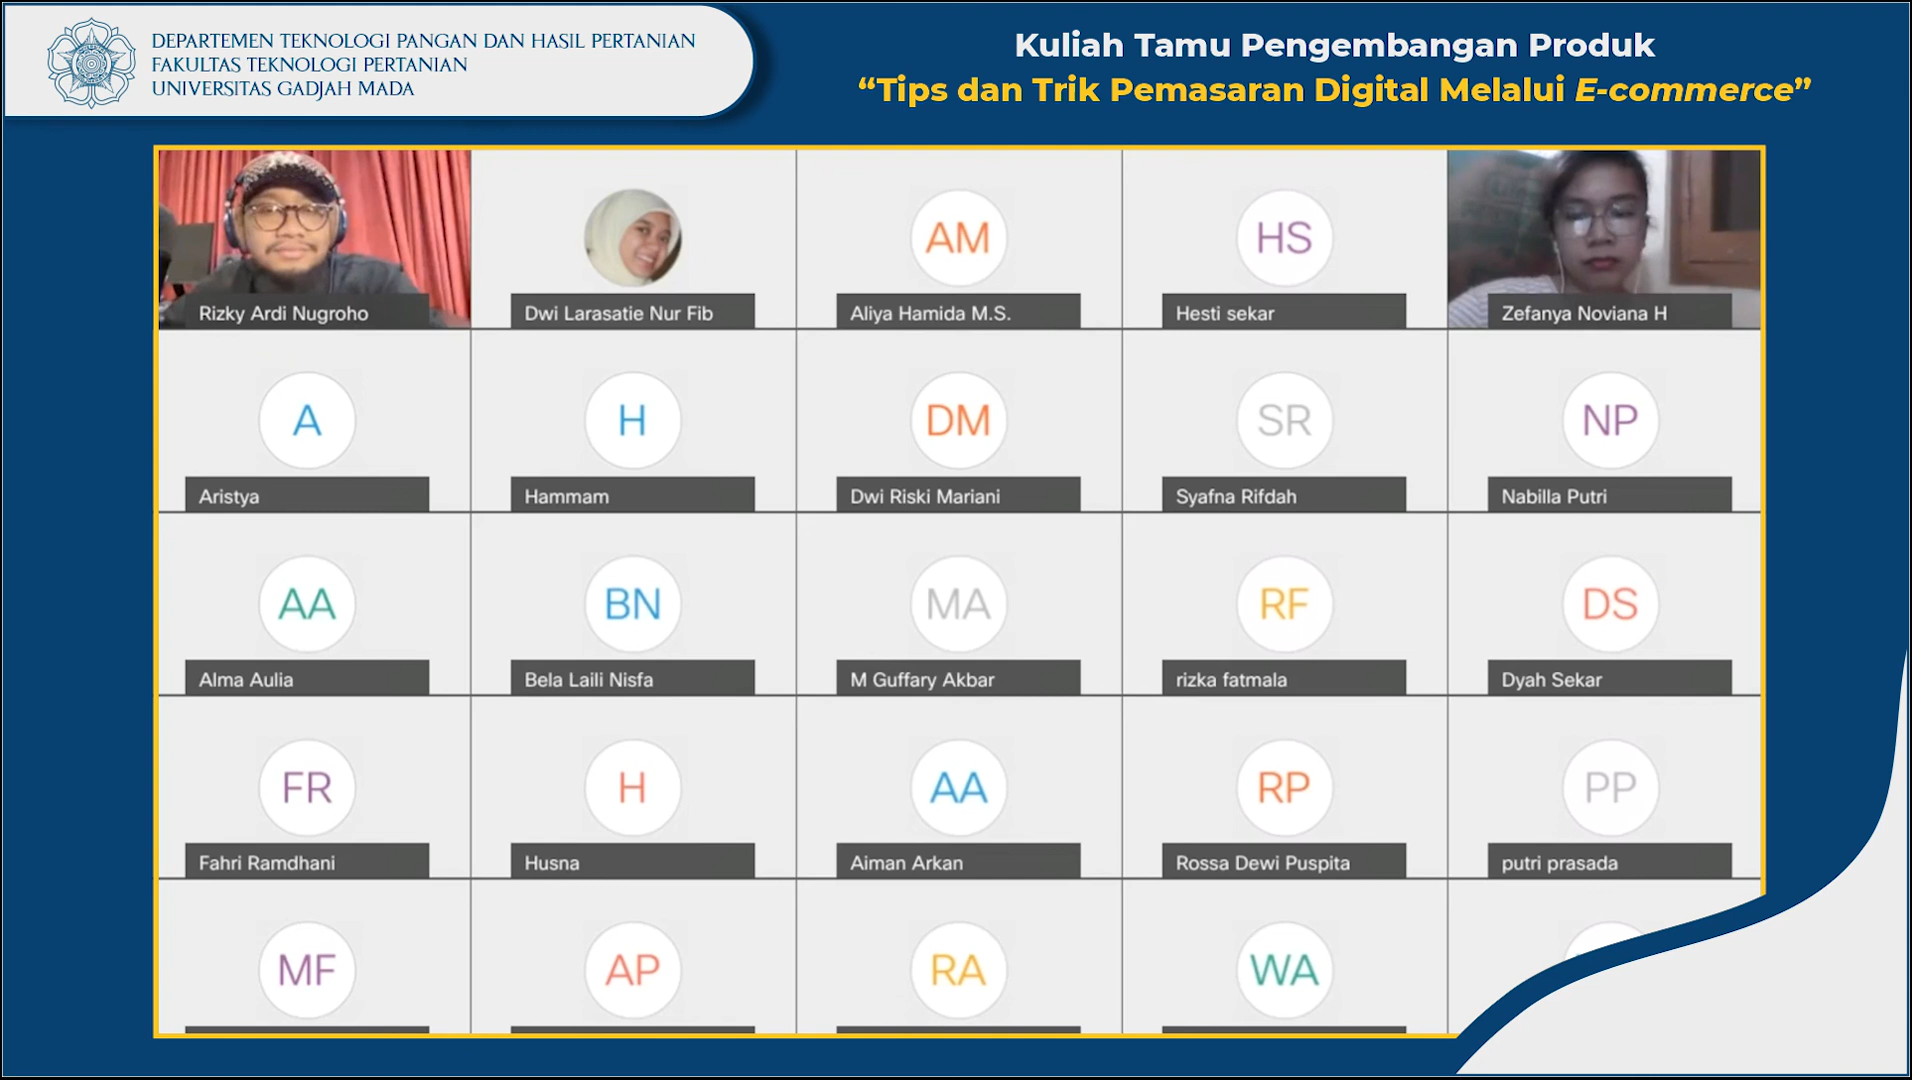 DEPARTEMEN TEKNOLOGI PANGAN DAN HASIL PERTANIAN
FAKULTAS TEKNOLOGI PERTANIAN
UNIVERSITAS GADJAH MADA
Kuliah Tamu Pengembangan Produk
“Tips dan Trik Pemasaran Digital Melalui E-commerce”
AM
HS
Rizky Ardi Nugroho
Dwi Larasatie Nur Fib
Aliya Hamida M.S.
Hesti sekar
Zefanya Noviana H
A
H
DM
SR
NP
Aristya
Hammam
Dwi Riski Mariani
Syafna Rifdah
Nabilla Putri
AA
BN
MA
RF
DS
Alma Aulia
Bela Laili Nisfa
M Guffary Akbar
rizka fatmala
Dyah Sekar
FR
H
AA
RP
PP
Fahri Ramdhani
Husna
Aiman Arkan
Rossa Dewi Puspita
putri prasada
MF
AP
RA
WA